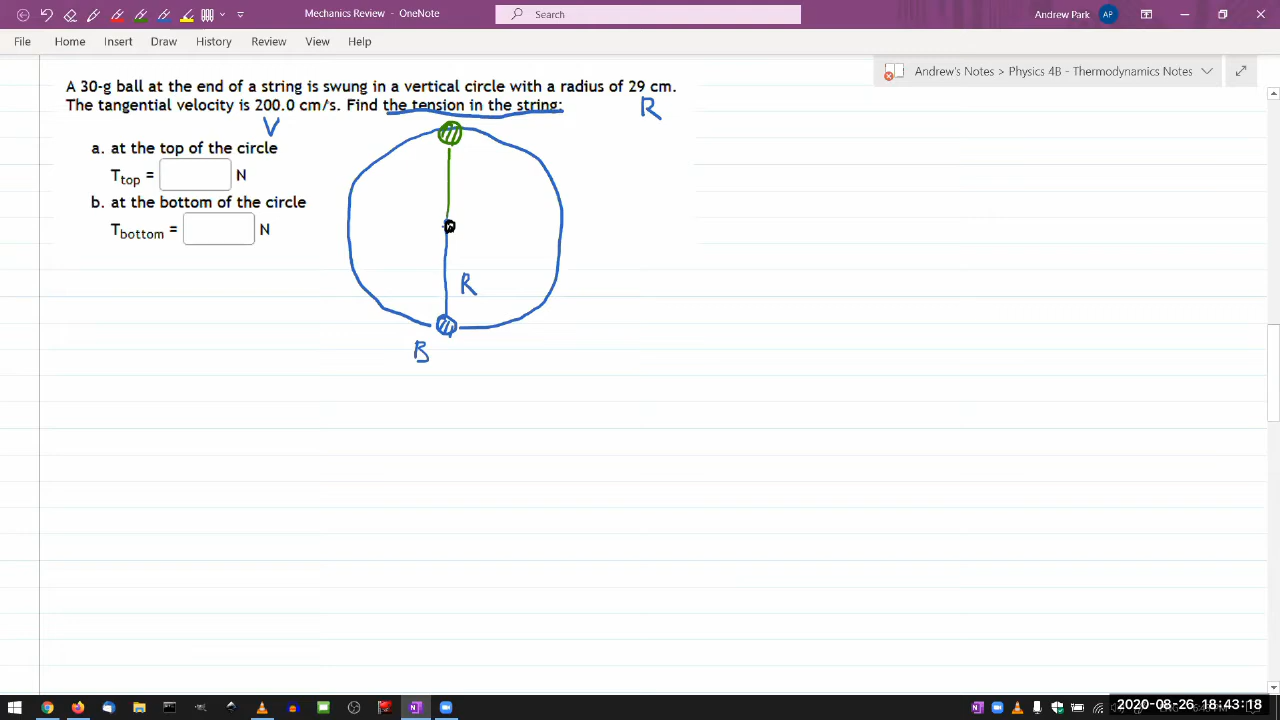 Mechanics Review - OneNote
Search
Andrew Park
AP
File
Home
Insert
Draw
History
Review
View
Help
Andrew's Notes > Physics 4B - Thermodynamics Notes
A 30-g ball at the end of a string is swung in a vertical circle with a radius of 29 cm.
The tangential velocity is 200.0 cm/s. Find the tension in the string:
R
V
a. at the top of the circle
Ttop = N
b. at the bottom of the circle
Tbottom = N
R
B
2020-08-26 18:43:18